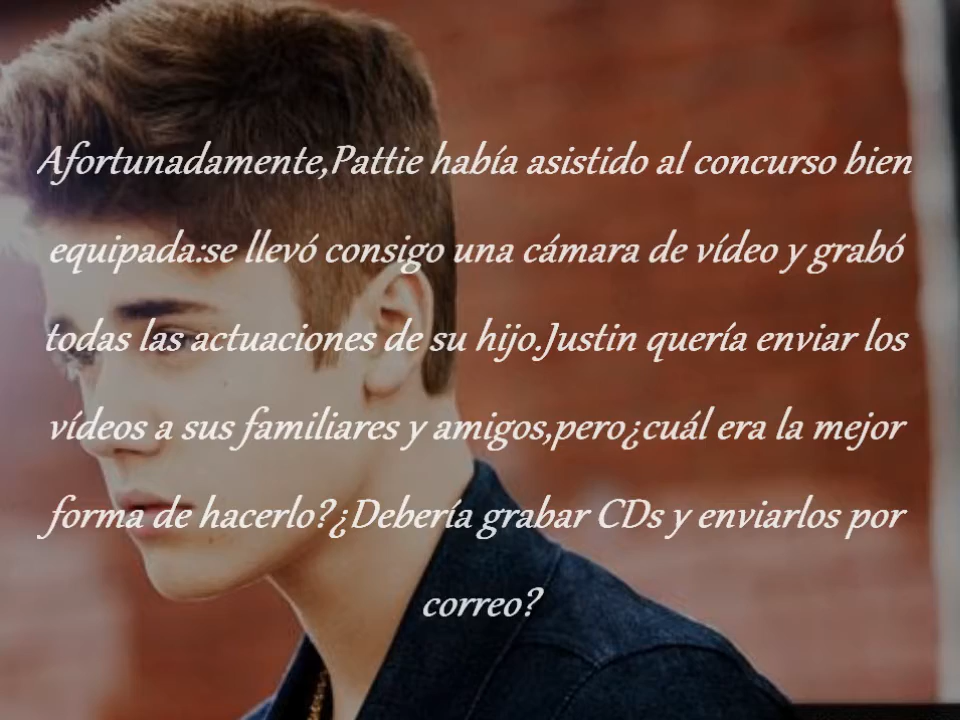 Afortunadamente,Pattie había asistido al concurso bien
equipada:se llevó consigo una cámara de vídeo y grabó
todas las actuaciones de su hijo.Justin quería enviar los
vídeos a sus familiares y amigos,pero¿cuál era la mejor
forma de hacerlo?¿Debería grabar CDs y enviarlos por
correo?